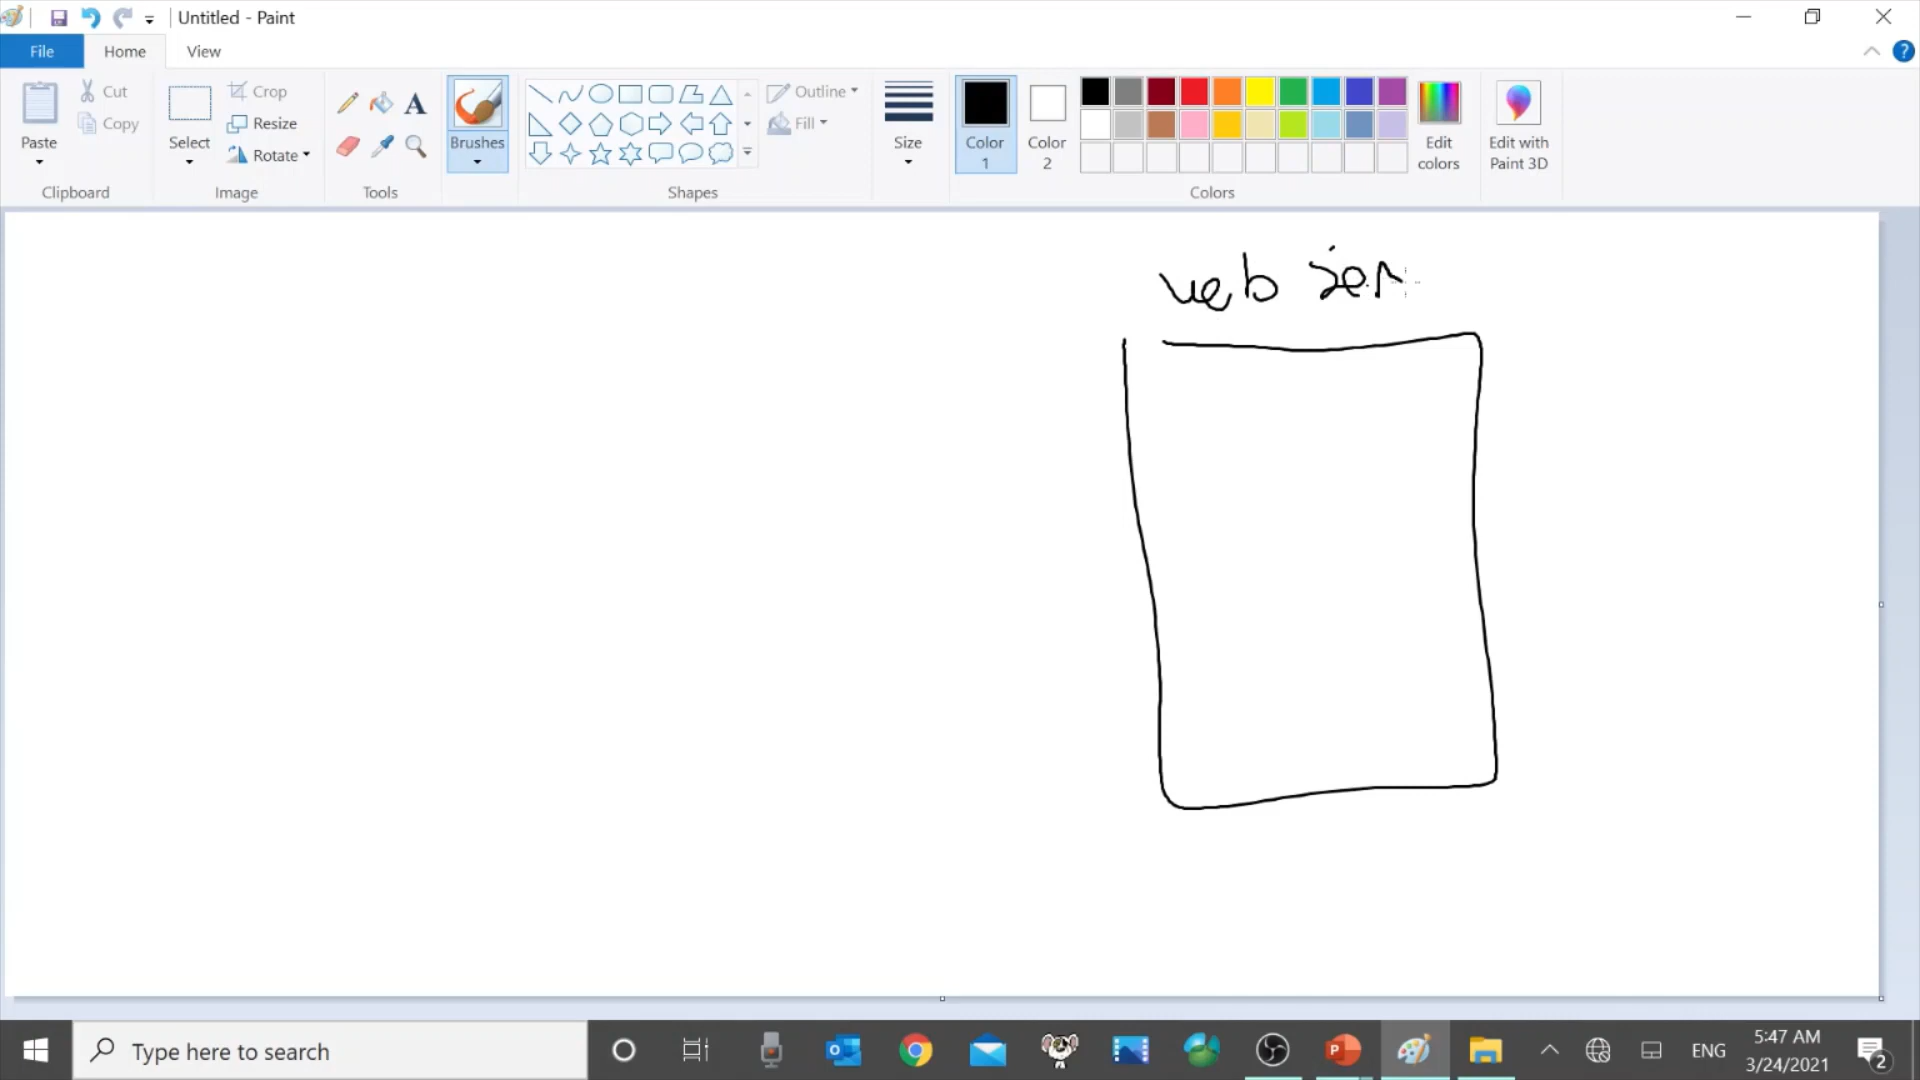 Untitled - Paint
File Home View
Paste
Cut
Copy
Clipboard
Select
Crop
Resize
Rotate
Image
Tools
A
Brushes
Shapes
Outline
Fill
Size
Color 1
Color 2
Edit colors
Colors
Edit with Paint 3D
web ser
Type here to search
ENG
5:47 AM
3/24/2021
2